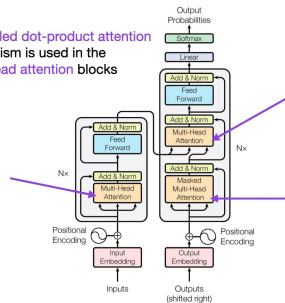 led dot-product attention
ism is used in the
ead attention blocks
Output
Probabilities
Softmax
Linear
Add & Norm
Feed
Forward
Add & Norm
Multi-Head
Attention
Add & Norm
Masked
Multi-Head
Attention
Nx
Add & Norm
Feed
Forward
Nx
Add & Norm
Multi-Head
Attention
Positional
Encoding
Positional
Encoding
Input
Embedding
Output
Embedding
Inputs
Outputs
(shifted right)